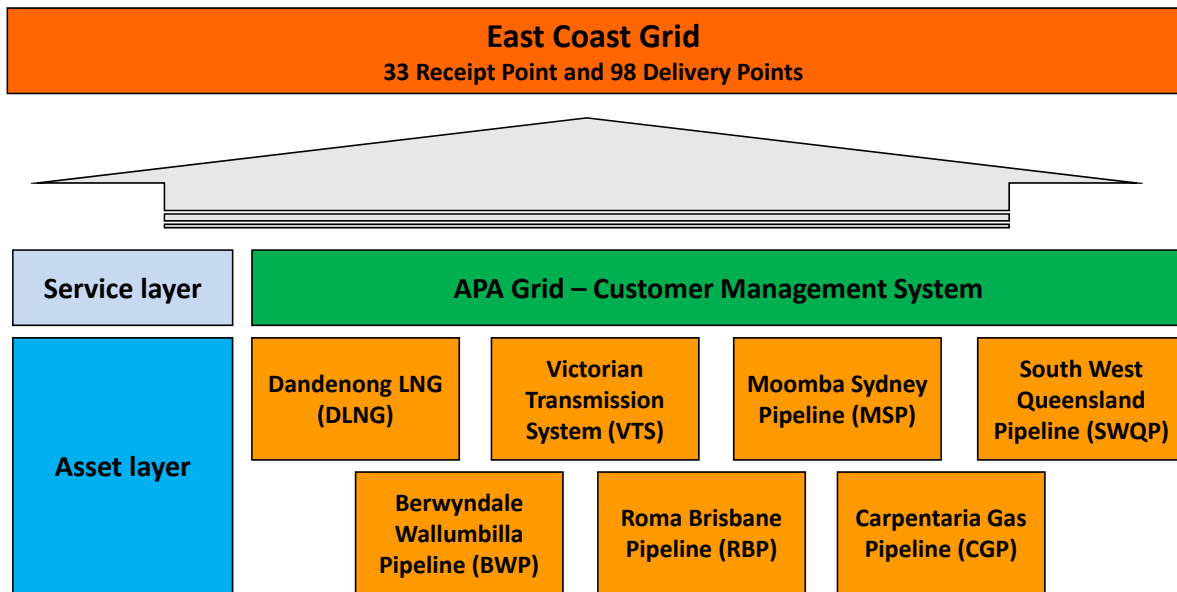 East Coast Grid
33 Receipt Point and 98 Delivery Points
Service layer
APA Grid – Customer Management System
Asset layer
Dandenong LNG
(DLNG)
Victorian
Transmission
System (VTS)
Moomba Sydney
Pipeline (MSP)
South West
Queensland
Pipeline (SWQP)
Berwyndale
Wallumbilla
Pipeline (BWP)
Roma Brisbane
Pipeline (RBP)
Carpentaria Gas
Pipeline (CGP)